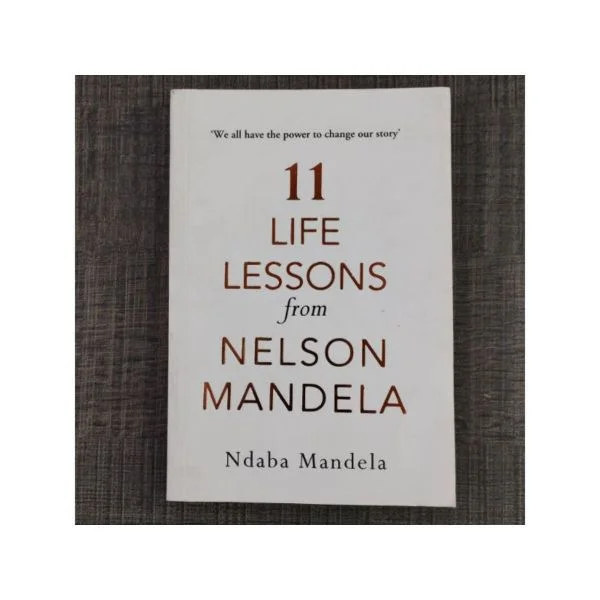 'We all have the power to change our story'
11
LIFE
LESSONS
from
NELSON
MANDELA
Ndaba Mandela